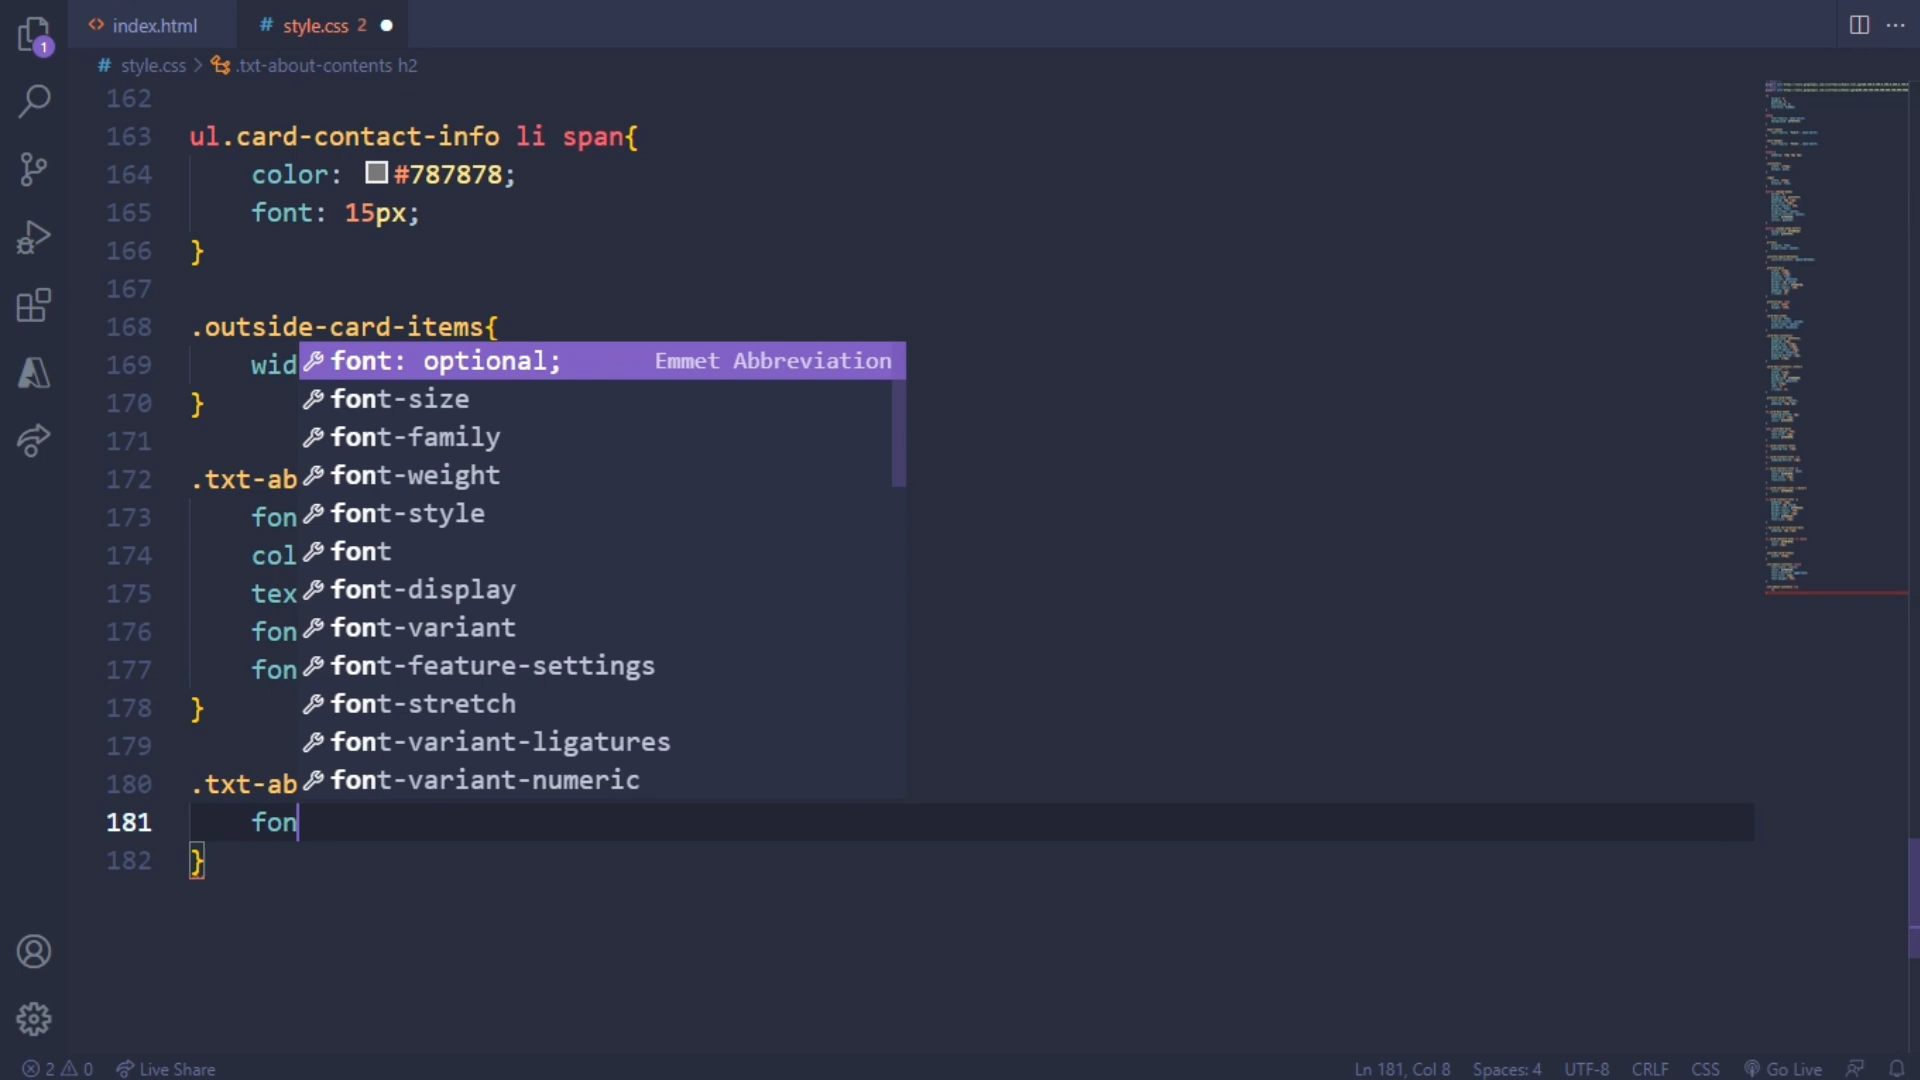 1
index.html
# style.css 2
# style.css > .txt-about-contents h2
162
163 ul.card-contact-info li span{
164 color: #787878;
165 font: 15px;
166 }
167
168 .outside-card-items{
169 wid
170 }
171
172 .txt-ab
173 fon
174 col
175 tex
176 fon
177 fon
178 }
179
180 .txt-ab
181 fon
182 }
font: optional; Emmet Abbreviation
font-size
font-family
font-weight
font-style
font
font-display
font-variant
font-feature-settings
font-stretch
font-variant-ligatures
font-variant-numeric
2 0 Live Share Ln 181, Col 8 Spaces: 4 UTF-8 CRLF CSS Go Live